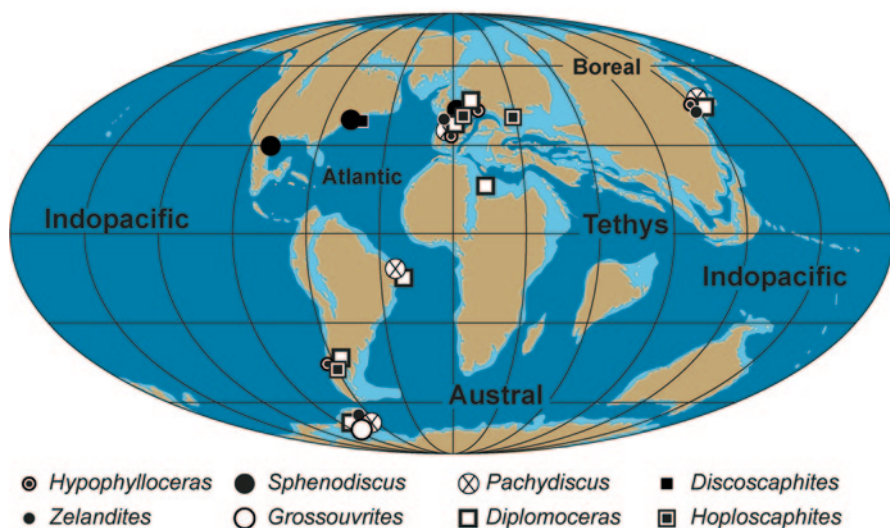 Boreal
Atlantic
Indopacific
Tethys
Indopacific
Austral
Hypophylloceras Sphenodiscus Pachydiscus Discoscaphites
Zelandites Grossouvrites Diplomoceras Hoploscaphites